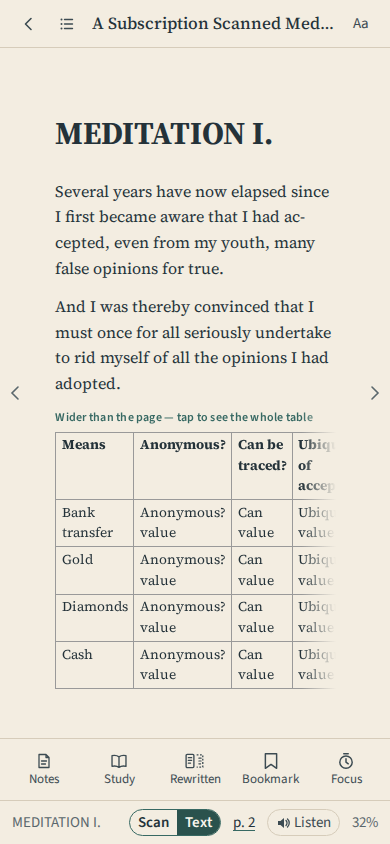 A Subscription Scanned Med...
Aa
MEDITATION I.
Several years have now elapsed since
I first became aware that I had ac-
cepted, even from my youth, many
false opinions for true.
And I was thereby convinced that I
must once for all seriously undertake
to rid myself of all the opinions I had
adopted.
Wider than the page — tap to see the whole table
Means Anonymous? Can be traced? of
Bank transfer Anonymous? value Can value
Gold Anonymous? value Can value
Diamonds Anonymous? value Can value
Cash Anonymous? value Can value
Notes Study Rewritten Bookmark Focus
MEDITATION I. Scan Text p. 2 Listen 32%